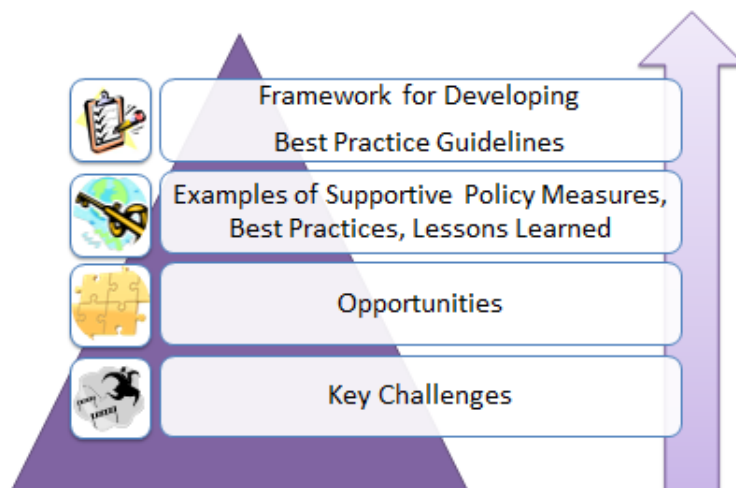 Framework for Developing
Best Practice Guidelines
Examples of Supportive Policy Measures,
Best Practices, Lessons Learned
Opportunities
Key Challenges